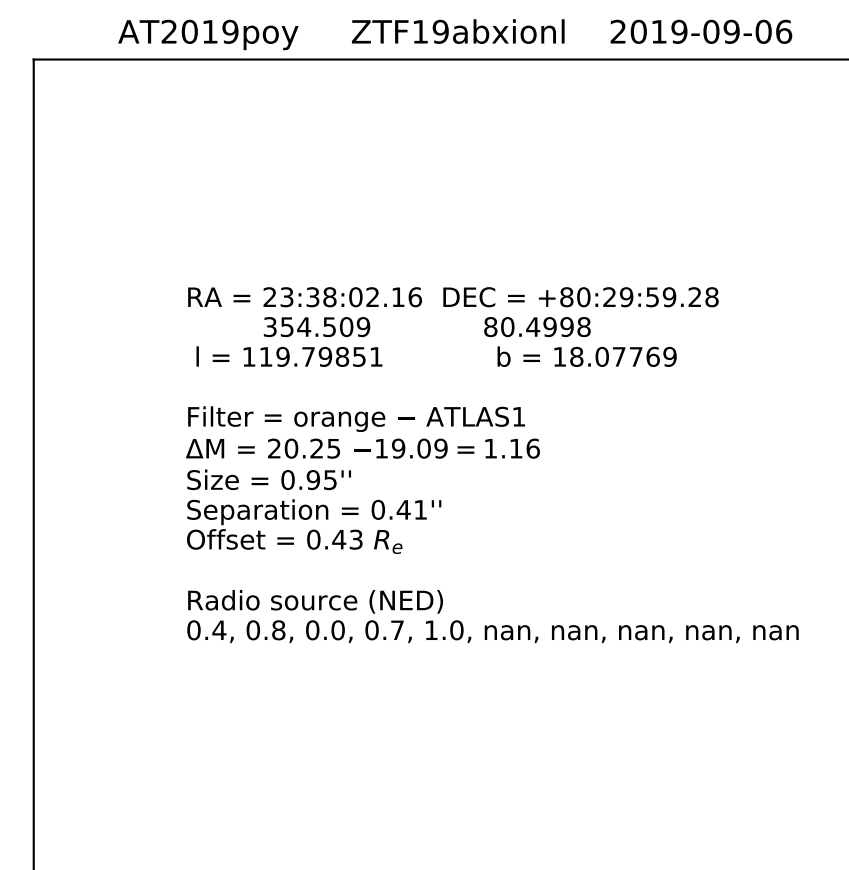 AT2019poy ZTF19abxionl 2019-09-06
RA = 23:38:02.16 DEC = +80:29:59.28
354.509 80.4998
l = 119.79851 b = 18.07769
Filter = orange − ATLAS1
ΔM = 20.25 −19.09 = 1.16
Size = 0.95''
Separation = 0.41''
Offset = 0.43 Re
Radio source (NED)
0.4, 0.8, 0.0, 0.7, 1.0, nan, nan, nan, nan, nan